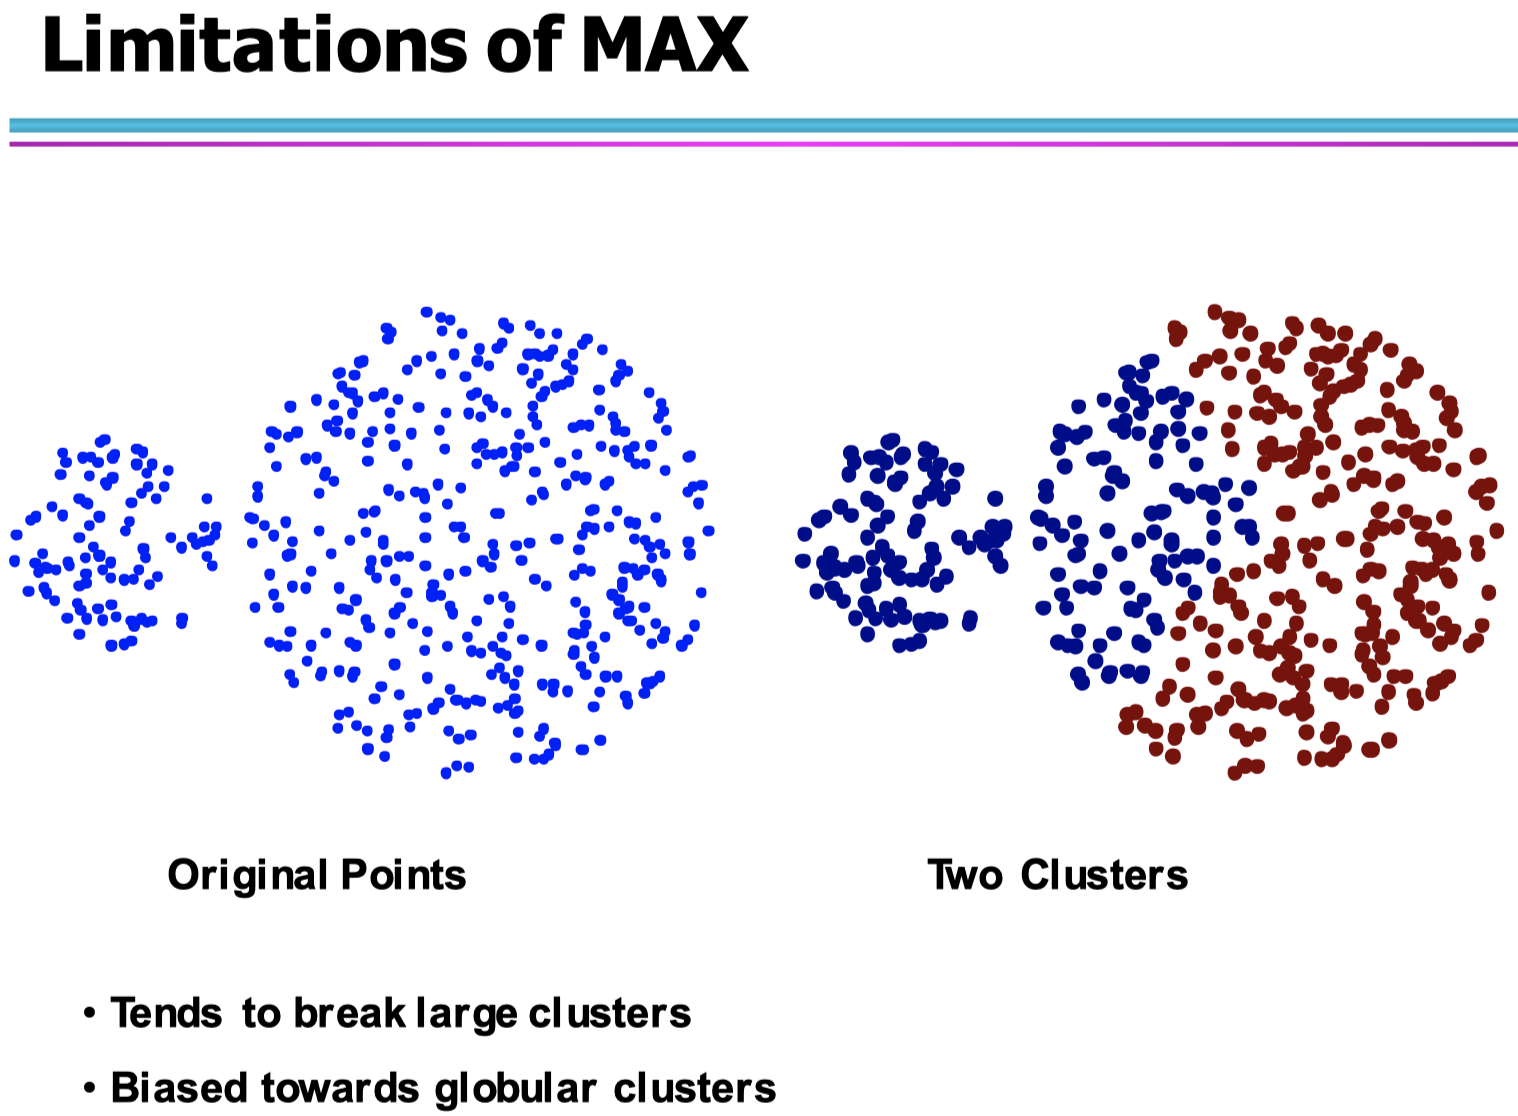 Limitations of MAX
Original Points
Two Clusters
• Tends to break large clusters
• Biased towards globular clusters